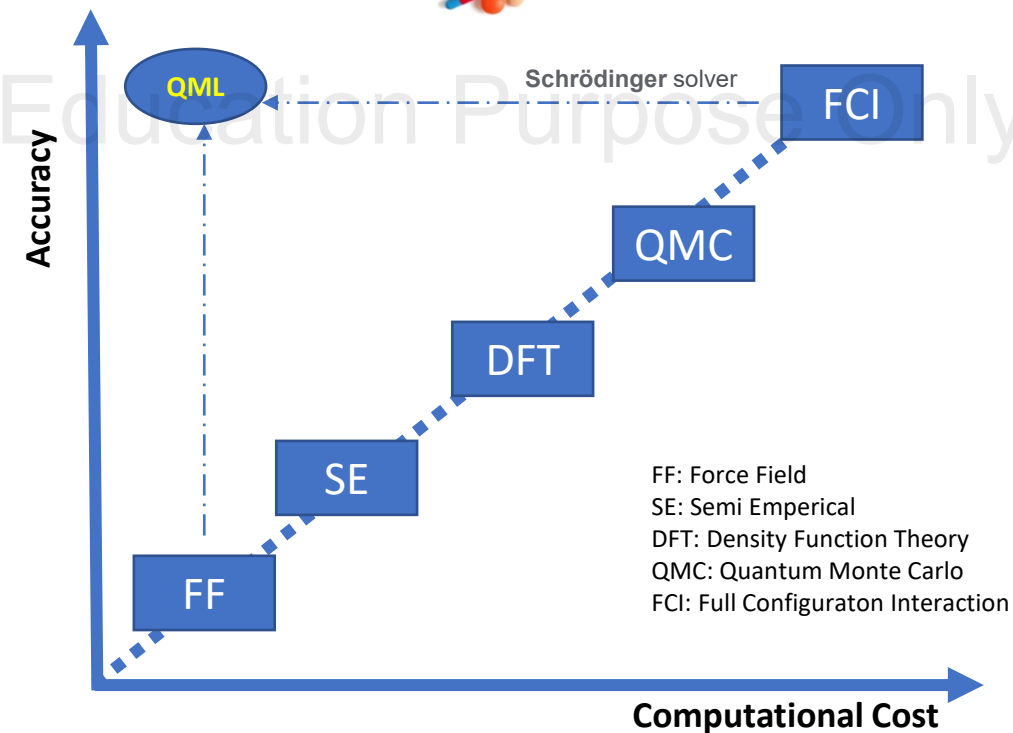 QML
Schrödinger solver
FCI
Education Purpose Only
Accuracy
QMC
DFT
SE
FF: Force Field
SE: Semi Emperical
DFT: Density Function Theory
QMC: Quantum Monte Carlo
FCI: Full Configuraton Interaction
FF
Computational Cost